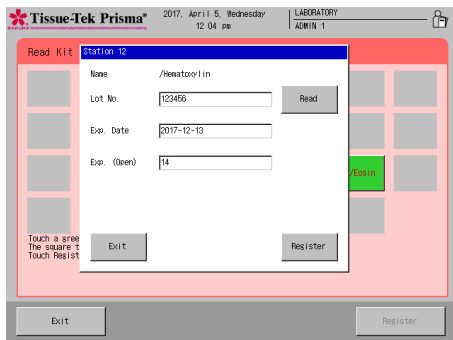 Tissue-Tek Prisma®
SAKURA
2017, April 5, Wednesday
12 04 pm
LABORATORY
ADMIN 1
Read Kit
Station 12
Name /Hematoxylin
Lot No. 123456 Read
Exp. Date 2017-12-13
Exp. (Open) 14
/Eosin
Touch a gree
The square t
Touch Regist
Exit Register
Exit Register